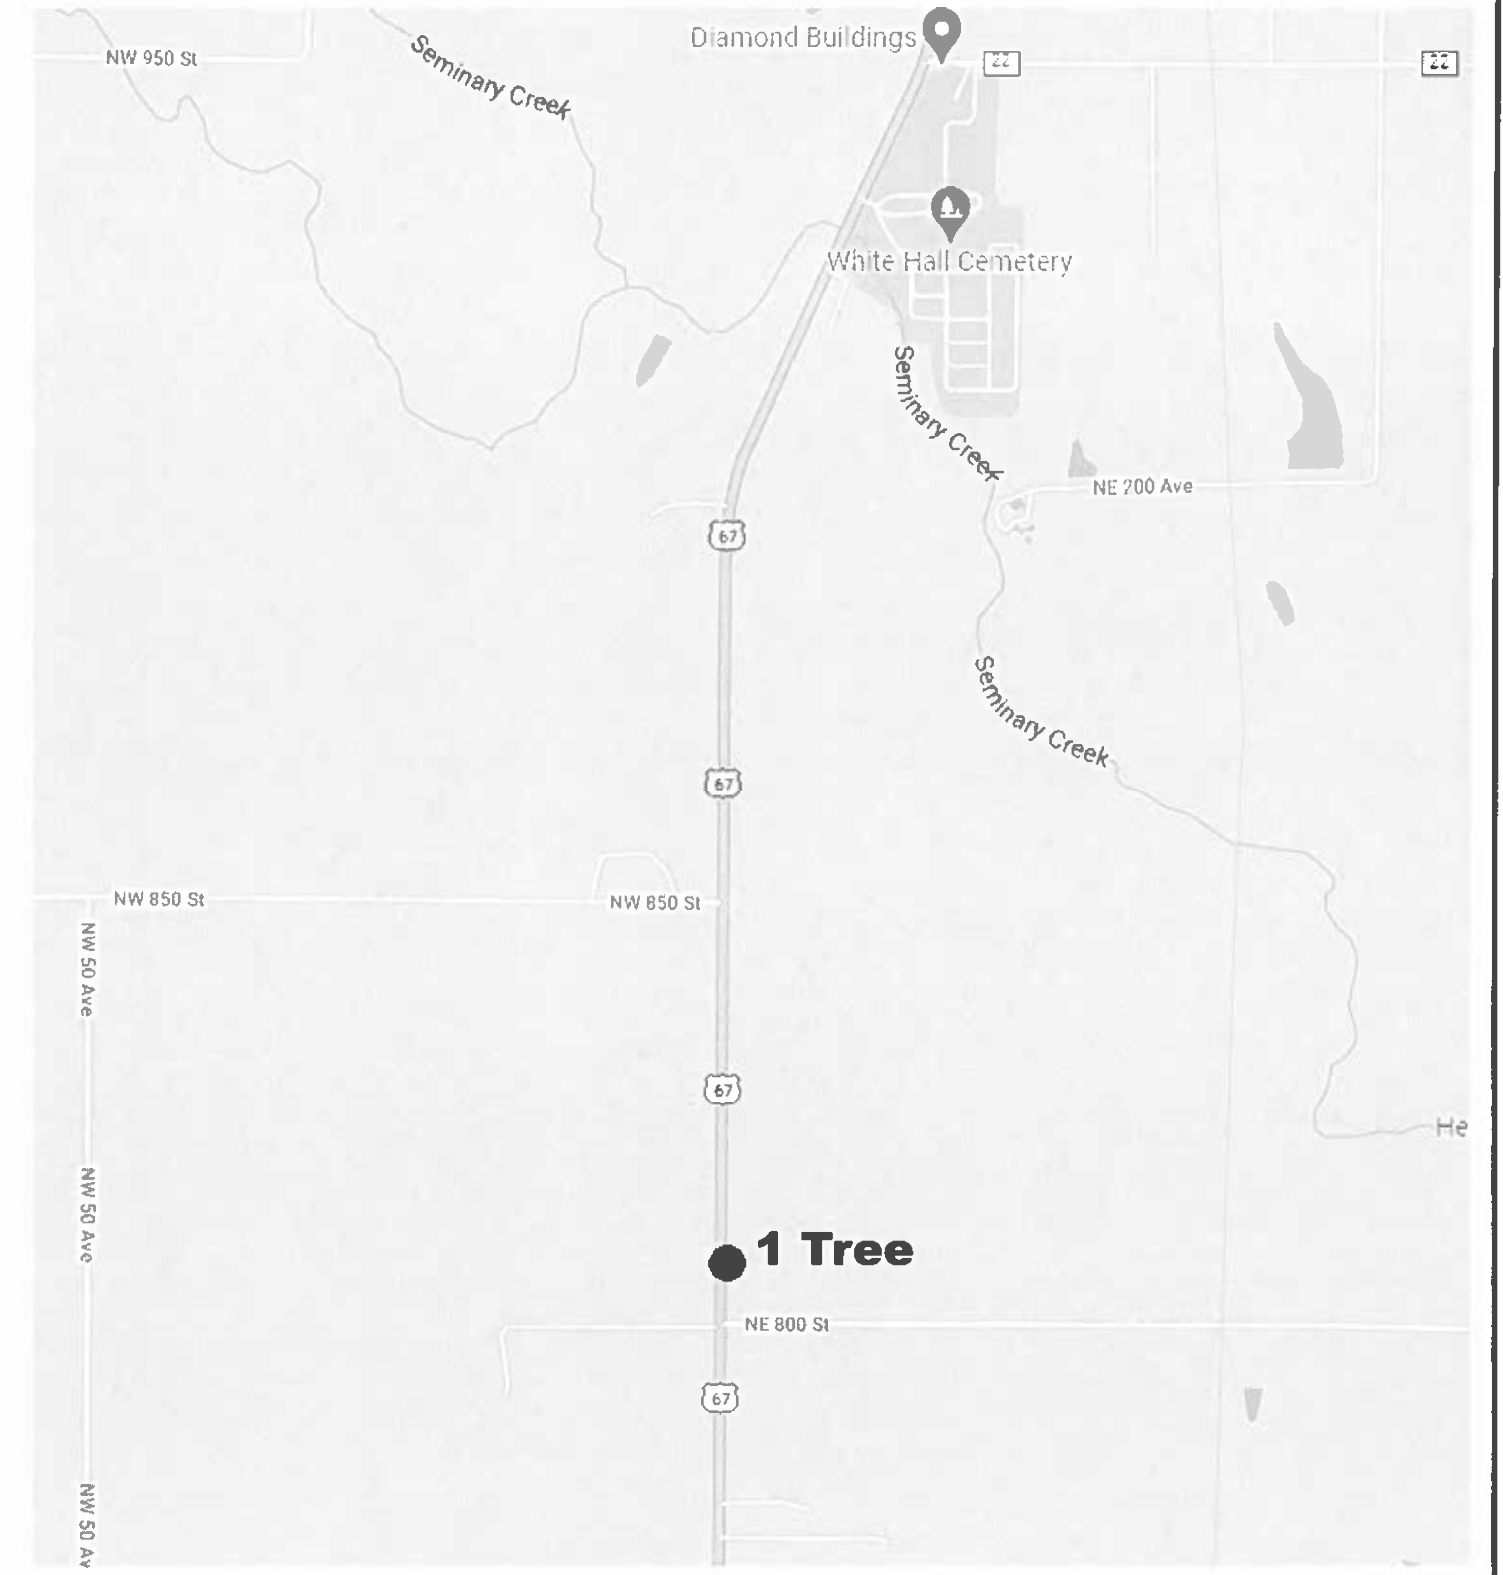 Diamond Buildings
22
22
NW 950 St
Seminary Creek
White Hall Cemetery
Seminary Creek
NE 200 Ave
67
Seminary Creek
67
NW 850 St
NW 850 St
NW 50 Ave
67
He
NW 50 Ave
1 Tree
NE 800 St
67
NW 50 Av